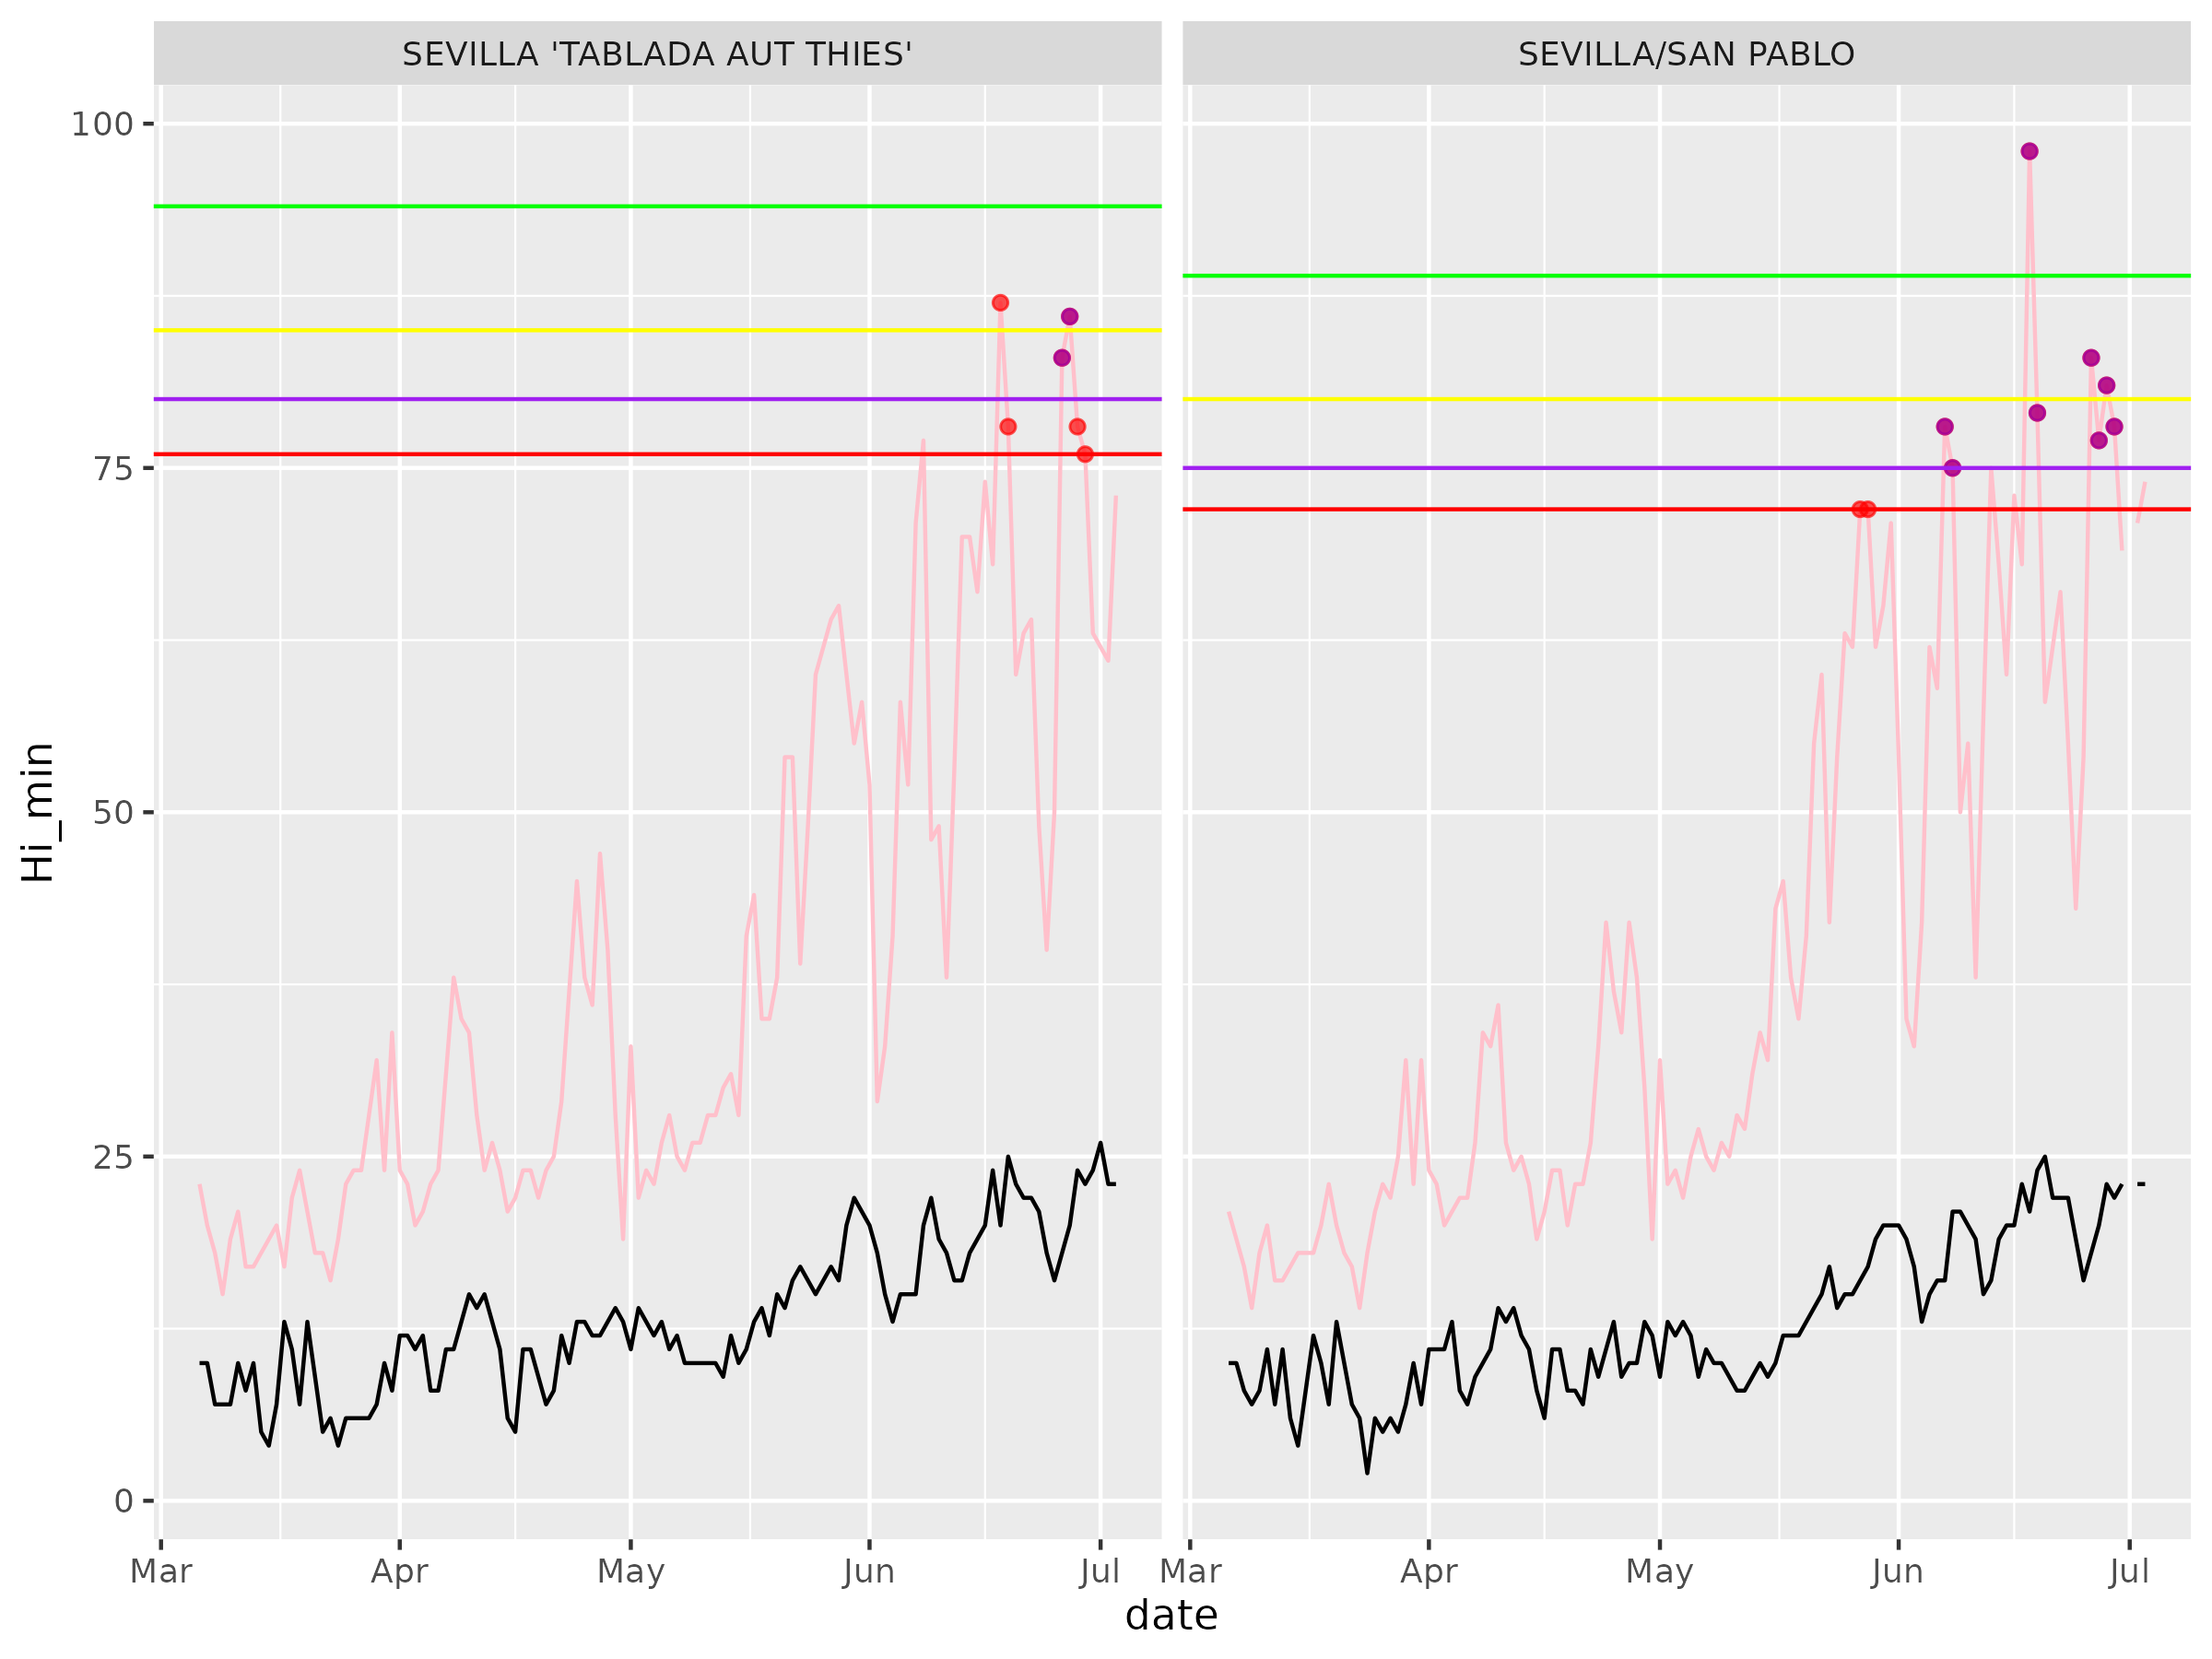 SEVILLA 'TABLADA AUT THIES'
SEVILLA/SAN PABLO
100
75
50
25
0
Hi_min
Mar Apr May Jun Jul Mar Apr May Jun Jul
date